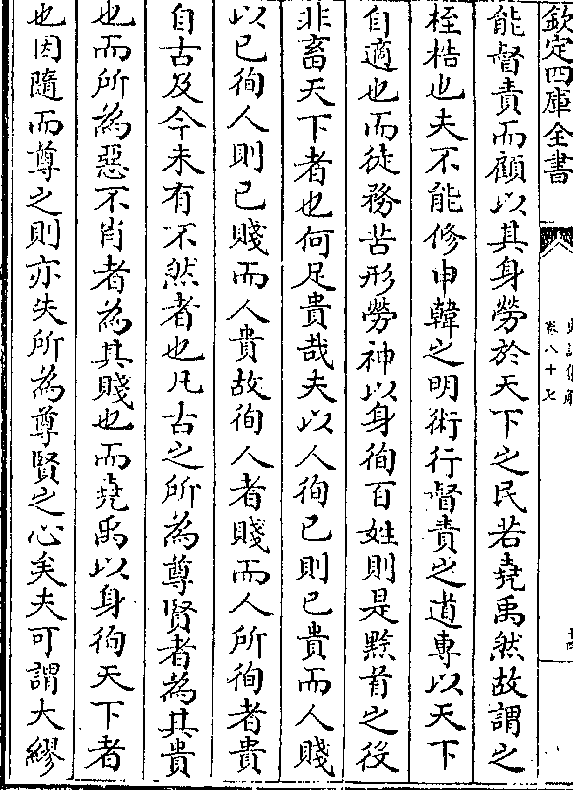 欽定四庫全書
卷八十七
能督責而顧以其身勞於天下之民若堯禹然故謂之
桎梏也夫不能修申韓之明術行督責之道專以天下
自適也而徒務苦形勞神以身徇百姓則是黔首之役
非畜天下者也何足貴哉夫以人徇己則己貴而人賤
以己徇人則己賤而人貴故徇人者賤而人所徇者貴
自古及今未有不然者也凡古之所為尊賢者為其貴
也而所為惡不肖者為其賤也而堯禹以身徇天下者
也因隨而尊之則亦失所為尊賢之心矣夫可謂大繆